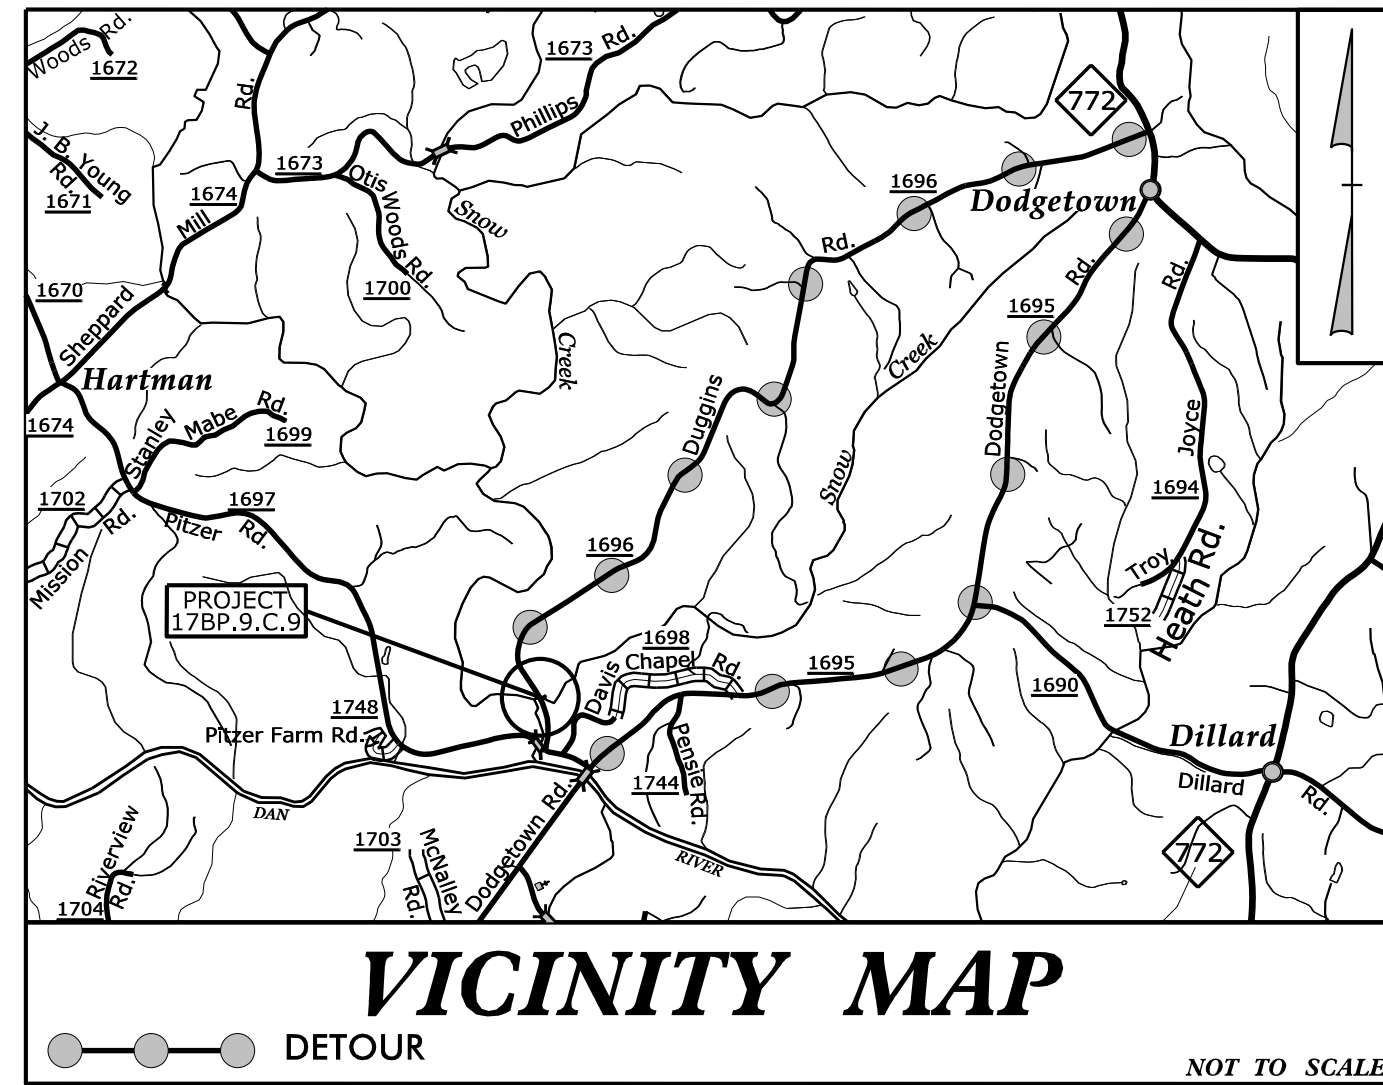 Woods Rd.
1672
Rd.
1673
Rd.
Phillips
772
J. B. Young
Rd.
1671
1673
1674
Otis Woods Rd.
1700
Mill
Snow
1696
Dodgetown
Rd.
1670
Sheppard
Hartman
1674
Creek
Rd.
1695
Rd.
Creek
Stanley
Mabe
Rd.
1699
Duggins
Dodgetown
Joyce
Snow
1694
1702
Mission
Rd.
1697
Pitzer
Rd.
1696
Troy
Heath Rd.
1752
PROJECT
17BP.9.C.9
1698
Davis
Chapel
Rd.
1695
1690
1748
Pitzer Farm Rd.
Dillard
Dillard
Rd.
Pensie Rd.
1744
DAN
RIVER
772
Riverview
Rd.
1704
1703
McNalley
Rd.
Dodgetown Rd.
VICINITY MAP
DETOUR
NOT TO SCALE